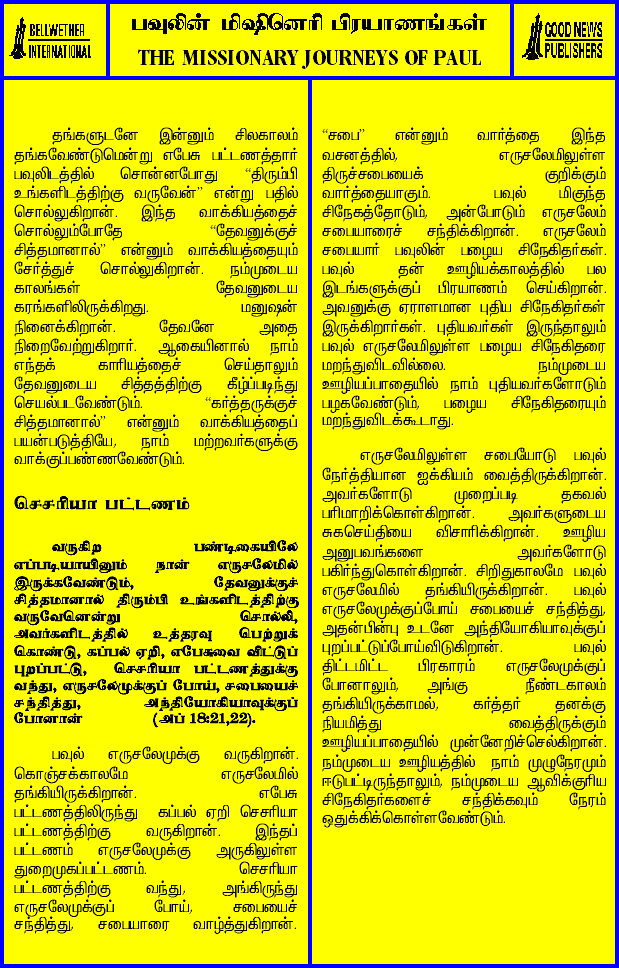 BELLWETHER
INTERNATIONAL
பவுலின் மிஷினெரி பிரயாணங்கள்
THE MISSIONARY JOURNEYS OF PAUL
GOOD NEWS
PUBLISHERS
தங்களுடனே இன்னும் சிலகாலம்
தங்கவேண்டுமென்று எபேசு பட்டணத்தார்
பவுலிடத்தில் சொன்னபோது “திரும்பி
உங்களிடத்திற்கு வருவேன்” என்று பதில்
சொல்லுகிறான். இந்த வாக்கியத்தைச்
சொல்லும்போதே “தேவனுக்குச்
சித்தமானால்” என்னும் வாக்கியத்தையும்
சேர்த்துச் சொல்லுகிறான். நம்முடைய
காலங்கள் தேவனுடைய
கரங்களிலிருக்கிறது. மனுஷன்
நினைக்கிறான். தேவனே அதை
நிறைவேற்றுகிறார். ஆகையினால் நாம்
எந்தக் காரியத்தைச் செய்தாலும்
தேவனுடைய சித்தத்திற்கு கீழ்ப்படிந்து
செயல்படவேண்டும். “கர்த்தருக்குச்
சித்தமானால்” என்னும் வாக்கியத்தைப்
பயன்படுத்தியே, நாம் மற்றவர்களுக்கு
வாக்குப்பண்ணவேண்டும்.
செசரியா பட்டணம்
வருகிற பண்டிகையிலே
எப்படியாயினும் நான் எருசலேமில்
இருக்கவேண்டும், தேவனுக்குச்
சித்தமானால் திரும்பி உங்களிடத்திற்கு
வருவேனென்று சொல்லி,
அவர்களிடத்தில் உத்தரவு பெற்றுக்
கொண்டு, கப்பல் ஏறி, எபேசுவை விட்டுப்
புறப்பட்டு, செசரியா பட்டணத்துக்கு
வந்து, எருசலேமுக்குப் போய், சபையைச்
சந்தித்து, அந்தியோகியாவுக்குப்
போனான் (அப் 18:21,22).
பவுல் எருசலேமுக்கு வருகிறான்.
கொஞ்சக்காலமே எருசலேமில்
தங்கியிருக்கிறான். எபேசு
பட்டணத்திலிருந்து கப்பல் ஏறி செசரியா
பட்டணத்திற்கு வருகிறான். இந்தப்
பட்டணம் எருசலேமுக்கு அருகிலுள்ள
துறைமுகப்பட்டணம். செசரியா
பட்டணத்திற்கு வந்து, அங்கிருந்து
எருசலேமுக்குப் போய், சபையைச்
சந்தித்து, சபையாரை வாழ்த்துகிறான்.
“சபை” என்னும் வார்த்தை இந்த
வசனத்தில், எருசலேமிலுள்ள
திருச்சபையைக் குறிக்கும்
வார்த்தையாகும். பவுல் மிகுந்த
சிநேகத்தோடும், அன்போடும் எருசலேம்
சபையாரைச் சந்திக்கிறான். எருசலேம்
சபையார் பவுலின் பழைய சிநேகிதர்கள்.
பவுல் தன் ஊழியக்காலத்தில் பல
இடங்களுக்குப் பிரயாணம் செய்கிறான்.
அவனுக்கு ஏராளமான புதிய சிநேகிதர்கள்
இருக்கிறார்கள். புதியவர்கள் இருந்தாலும்
பவுல் எருசலேமிலுள்ள பழைய சிநேகிதரை
மறந்துவிடவில்லை. நம்முடைய
ஊழியப்பாதையில் நாம் புதியவர்களோடும்
பழகவேண்டும், பழைய சிநேகிதரையும்
மறந்துவிடக்கூடாது.
எருசலேமிலுள்ள சபையோடு பவுல்
நேர்த்தியான ஐக்கியம் வைத்திருக்கிறான்.
அவர்களோடு முறைப்படி தகவல்
பரிமாறிக்கொள்கிறான். அவர்களுடைய
சுகசெய்தியை விசாரிக்கிறான். ஊழிய
அனுபவங்களை அவர்களோடு
பகிர்ந்துகொள்கிறான். சிறிதுகாலமே பவுல்
எருசலேமில் தங்கியிருக்கிறான். பவுல்
எருசலேமுக்குப்போய் சபையைச் சந்தித்து,
அதன்பின்பு உடனே அந்தியோகியாவுக்குப்
புறப்பட்டுப்போய்விடுகிறான். பவுல்
திட்டமிட்ட பிரகாரம் எருசலேமுக்குப்
போனாலும், அங்கு நீண்டகாலம்
தங்கியிருக்காமல், கர்த்தர் தனக்கு
நியமித்து வைத்திருக்கும்
ஊழியப்பாதையில் முன்னேறிச்செல்கிறான்.
நம்முடைய ஊழியத்தில் நாம் முழுநேரமும்
ஈடுபட்டிருந்தாலும், நம்முடைய ஆவிக்குரிய
சிநேகிதர்களைச் சந்திக்கவும் நேரம்
ஒதுக்கிக்கொள்ளவேண்டும்.